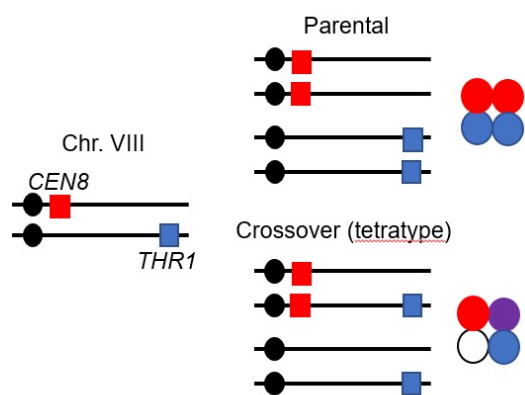 Parental
Chr. VIII
CEN8
THR1
Crossover (tetratype)